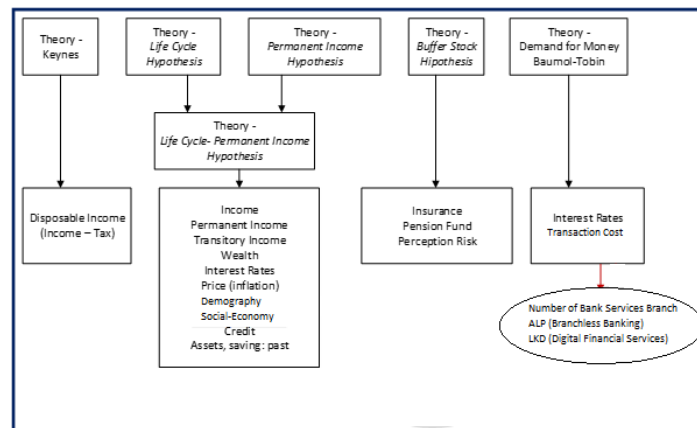 Theory -
Keynes
Theory -
Life Cycle
Hypothesis
Theory -
Permanent Income
Hypothesis
Theory -
Buffer Stock
Hipothesis
Theory -
Demand for Money
Baumol-Tobin
Theory -
Life Cycle- Permanent Income
Hypothesis
Disposable Income
(Income – Tax)
Income
Permanent Income
Transitory Income
Wealth
Interest Rates
Price (inflation)
Demography
Social-Economy
Credit
Assets, saving: past
Insurance
Pension Fund
Perception Risk
Interest Rates
Transaction Cost
Number of Bank Services Branch
ALP (Branchless Banking)
LKD (Digital Financial Services)